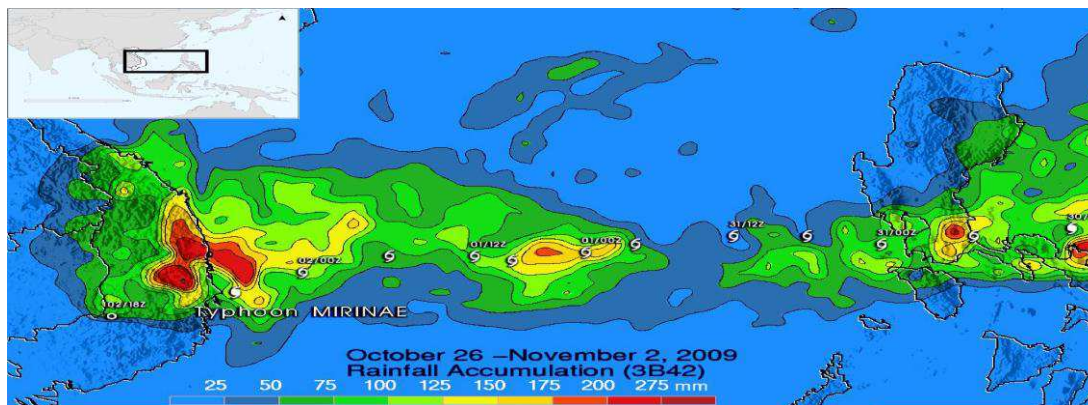 30/
31/12Z
31/00Z
01/12Z
01/00Z
02/00Z
02/18Z
Typhoon MIRINAE
October 26 –November 2, 2009
Rainfall Accumulation (3B42)
25 50 75 100 125 150 175 200 275 mm